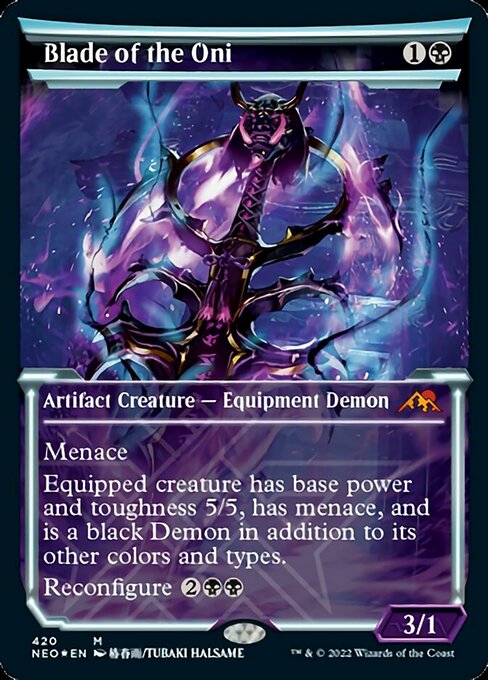 Blade of the Oni 1
Artifact Creature — Equipment Demon
Menace
Equipped creature has base power
and toughness 5/5, has menace, and
is a black Demon in addition to its
other colors and types.
Reconfigure 2
3/1
420 M
NEO★EN TUBAKI HALSAME
™ & © 2022 Wizards of the Coast